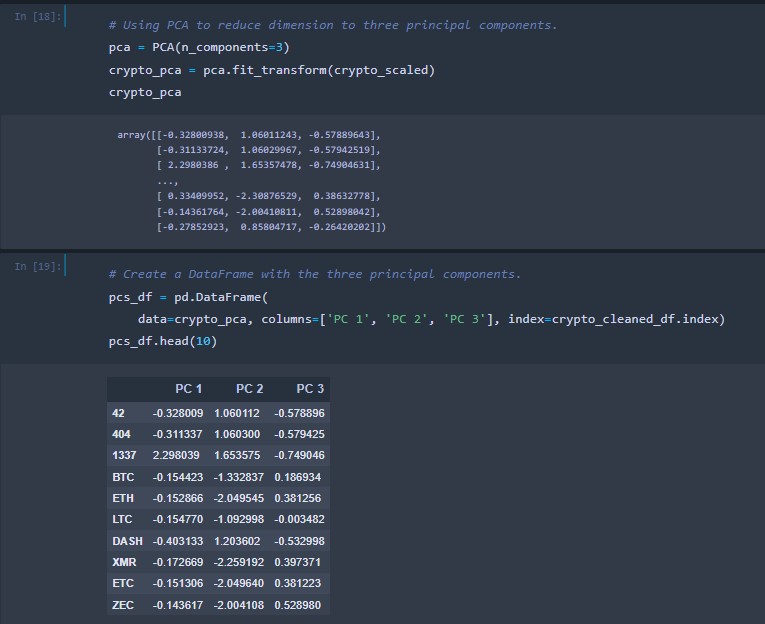 In [18]:
# Using PCA to reduce dimension to three principal components.
pca = PCA(n_components=3)
crypto_pca = pca.fit_transform(crypto_scaled)
crypto_pca
array([[-0.32800938,  1.06011243, -0.57889643],
[-0.31133724,  1.06029967, -0.57942519],
[ 2.2980386 ,  1.65357478, -0.74904631],
...,
[ 0.33409952, -2.30876529,  0.38632778],
[-0.14361764, -2.00410811,  0.52898042],
[-0.27852923,  0.85804717, -0.26420202]])
In [19]:
# Create a DataFrame with the three principal components.
pcs_df = pd.DataFrame(
data=crypto_pca, columns=['PC 1', 'PC 2', 'PC 3'], index=crypto_cleaned_df.index)
pcs_df.head(10)
PC 1 PC 2 PC 3
42 -0.328009 1.060112 -0.578896
404 -0.311337 1.060300 -0.579425
1337 2.298039 1.653575 -0.749046
BTC -0.154423 -1.332837 0.186934
ETH -0.152866 -2.049545 0.381256
LTC -0.154770 -1.092998 -0.003482
DASH -0.403133 1.203602 -0.532998
XMR -0.172669 -2.259192 0.397371
ETC -0.151306 -2.049640 0.381223
ZEC -0.143617 -2.004108 0.528980